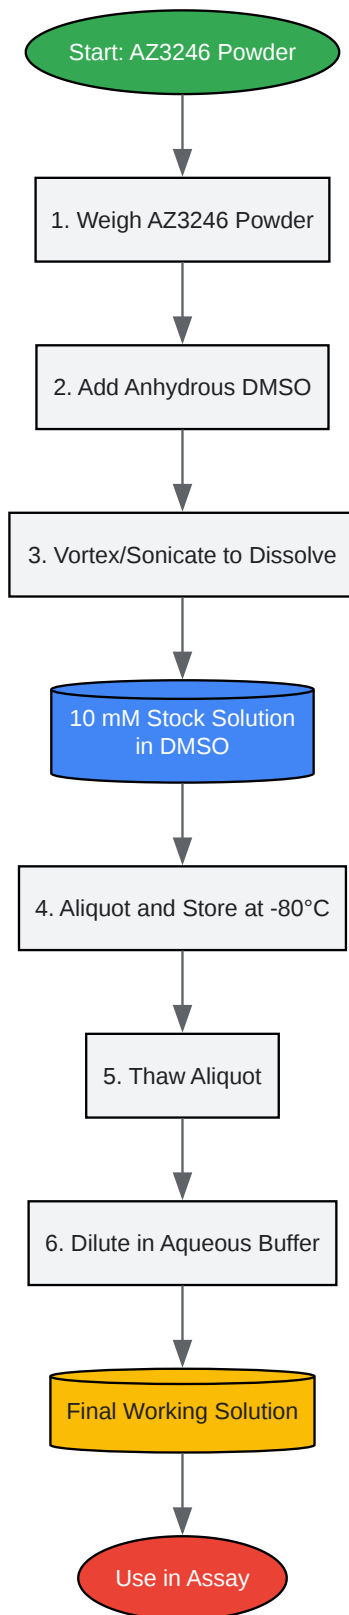 Start: AZ3246 Powder
1. Weigh AZ3246 Powder
2. Add Anhydrous DMSO
3. Vortex/Sonicate to Dissolve
10 mM Stock Solution
in DMSO
4. Aliquot and Store at -80°C
5. Thaw Aliquot
6. Dilute in Aqueous Buffer
Final Working Solution
Use in Assay